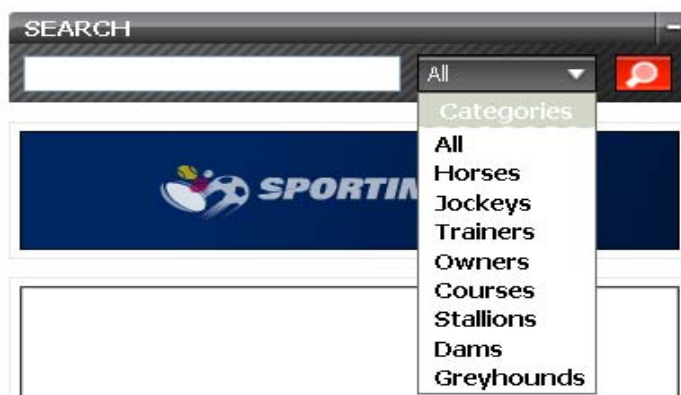 SEARCH
All
Categories
All
Horses
Jockeys
SPORTIN
Trainers
Owners
Courses
Stallions
Dams
Greyhounds